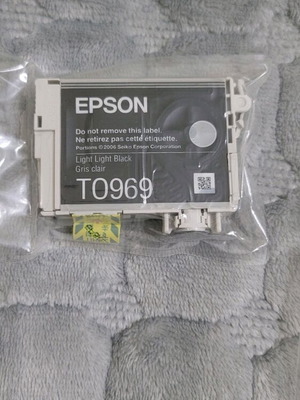 EPSON
Do not remove this label.
Ne retirez pas cette étiquette.
Portions ©2006 Seiko Epson Corporation
Light Light Black
Gris clair
T0969